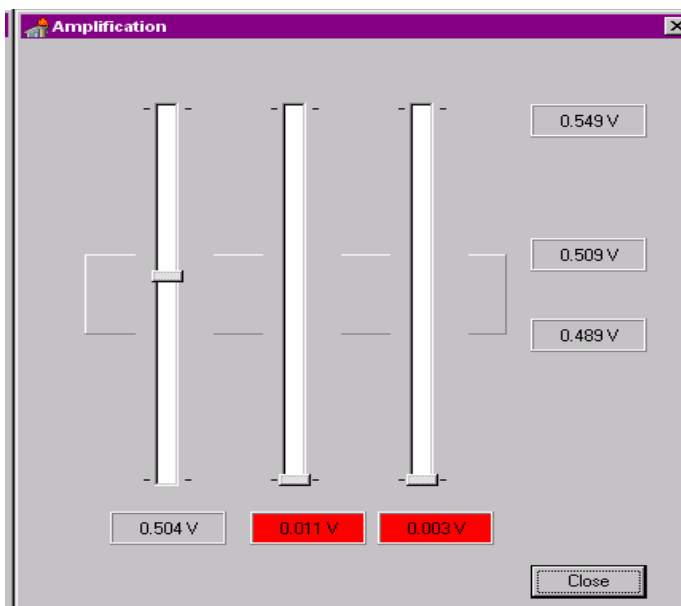 Amplification
0.549 V
0.509 V
0.489 V
0.504 V
0.011 V
0.003 V
Close